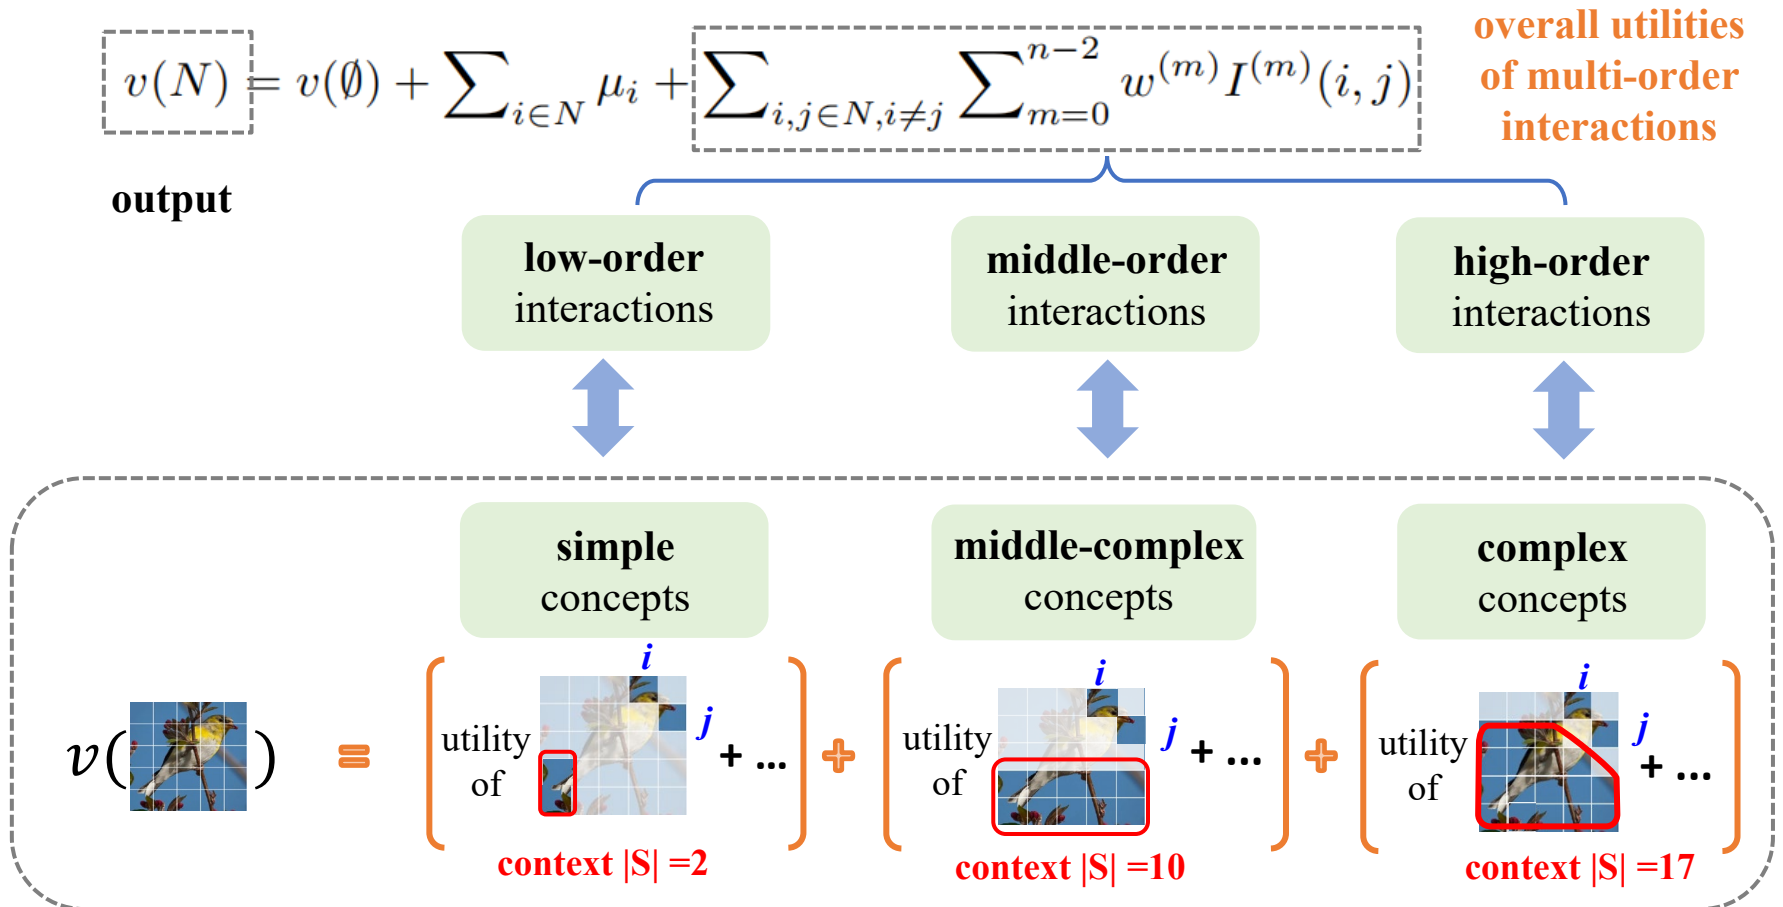 v(N) = v(∅) + ∑_{i∈N} μ_i + ∑_{i,j∈N,i≠j} ∑_{m=0}^{n−2} w^{(m)} I^{(m)}(i, j)
overall utilities
of multi-order
interactions
output
low-order
interactions
middle-order
interactions
high-order
interactions
simple
concepts
middle-complex
concepts
complex
concepts
v( ) =
utility
of
i
j
+ ...
context |S| =2
+
utility
of
i
j
+ ...
context |S| =10
+
utility
of
i
j
+ ...
context |S| =17